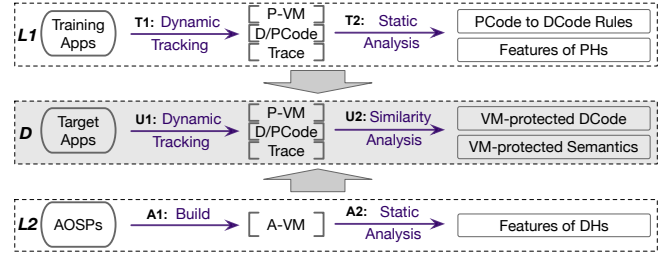 L1
Training
Apps
T1: Dynamic
Tracking
P-VM
D/PCode
Trace
T2: Static
Analysis
PCode to DCode Rules
Features of PHs
D
Target
Apps
U1: Dynamic
Tracking
P-VM
D/PCode
Trace
U2: Similarity
Analysis
VM-protected DCode
VM-protected Semantics
L2
AOSPs
A1: Build
A-VM
A2: Static
Analysis
Features of DHs